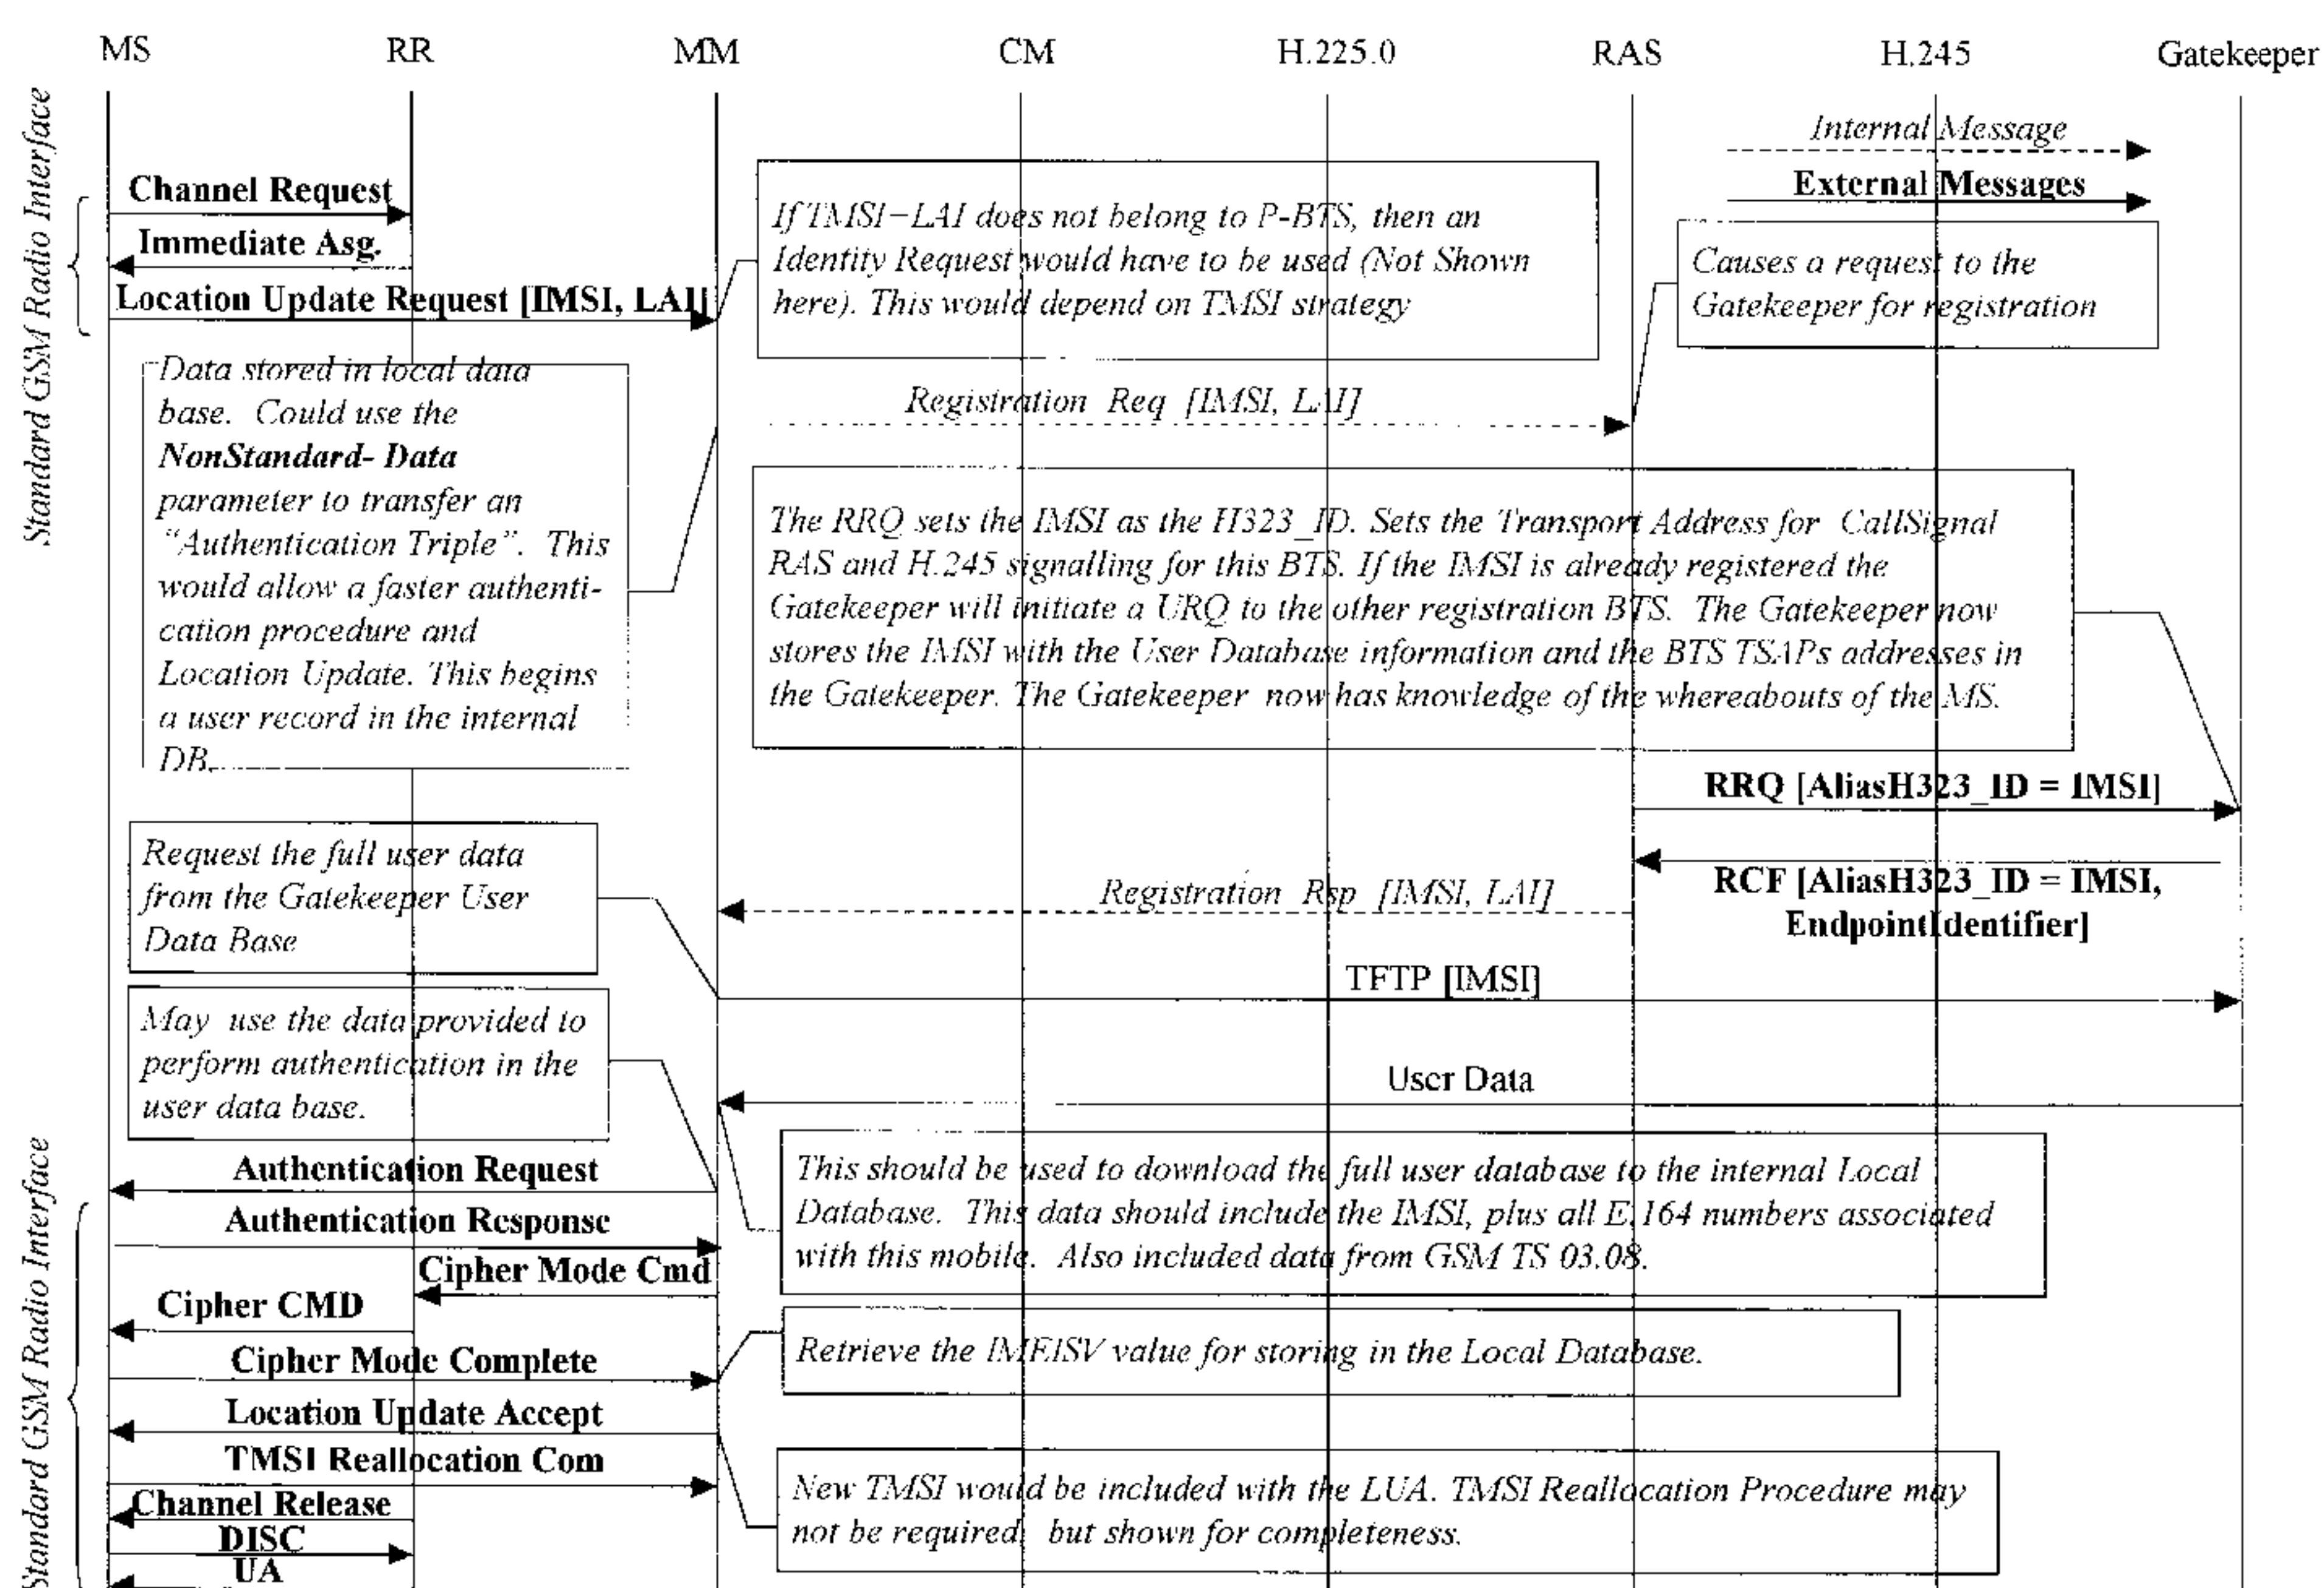 MS RR MM CM H.225.0 RAS H.245 Gatekeeper
Standard GSM Radio Interface
Internal Message
External Messages
Channel Request
Immediate Asg.
Location Update Request [IMSI, LAI]
If TMSI–LAI does not belong to P-BTS, then an
Identity Request would have to be used (Not Shown
here). This would depend on TMSI strategy
Causes a request to the
Gatekeeper for registration
Data stored in local data
base. Could use the
NonStandard- Data
parameter to transfer an
“Authentication Triple”. This
would allow a faster authenti-
cation procedure and
Location Update. This begins
a user record in the internal
DB.
Registration Req [IMSI, LAI]
The RRQ sets the IMSI as the H323_ID. Sets the Transport Address for CallSignal
RAS and H.245 signalling for this BTS. If the IMSI is already registered the
Gatekeeper will initiate a URQ to the other registration BTS. The Gatekeeper now
stores the IMSI with the User Database information and the BTS TSAPs addresses in
the Gatekeeper. The Gatekeeper now has knowledge of the whereabouts of the MS.
RRQ [AliasH323_ID = IMSI]
RCF [AliasH323_ID = IMSI,
EndpointIdentifier]
Request the full user data
from the Gatekeeper User
Data Base
Registration Rsp [IMSI, LAI]
TFTP [IMSI]
May use the data provided to
perform authentication in the
user data base.
User Data
Standard GSM Radio Interface
Authentication Request
Authentication Response
Cipher Mode Cmd
Cipher CMD
Cipher Mode Complete
Location Update Accept
TMSI Reallocation Com
Channel Release
DISC
UA
This should be used to download the full user database to the internal Local
Database. This data should include the IMSI, plus all E.164 numbers associated
with this mobile. Also included data from GSM TS 03.08.
Retrieve the IMEISV value for storing in the Local Database.
New TMSI would be included with the LUA. TMSI Reallocation Procedure may
not be required, but shown for completeness.